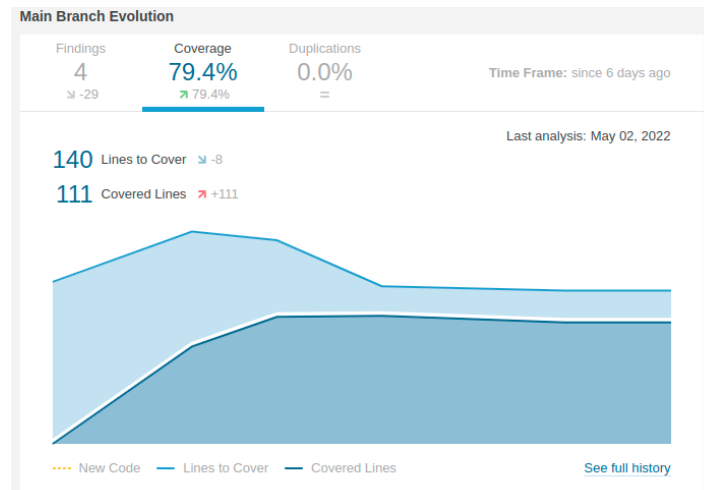 Main Branch Evolution
Findings Coverage Duplications
4 79.4% 0.0%
-29 79.4% =
Time Frame: since 6 days ago
Last analysis: May 02, 2022
140 Lines to Cover -8
111 Covered Lines +111
New Code Lines to Cover Covered Lines See full history